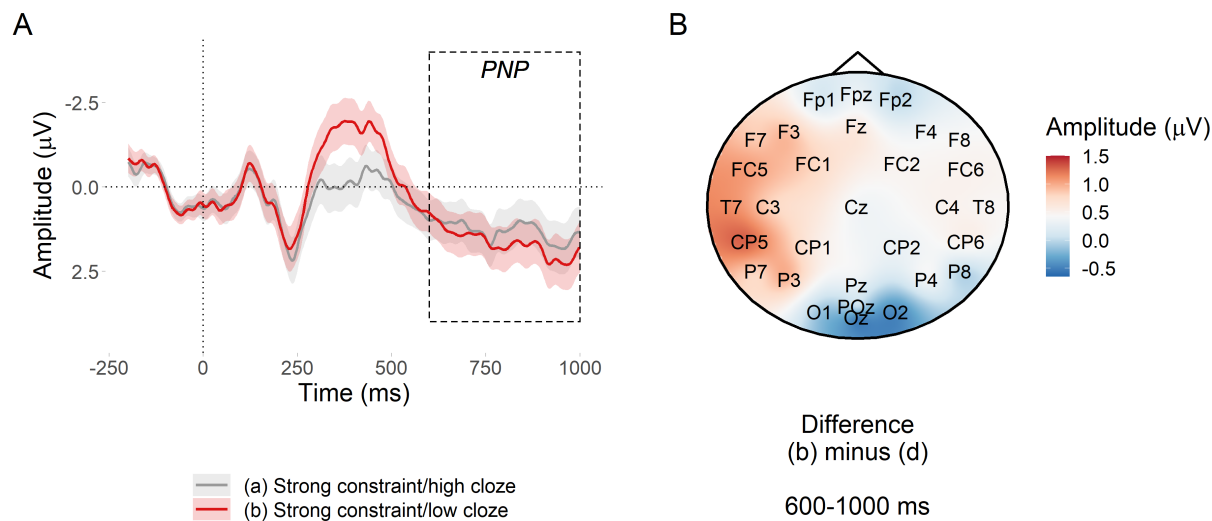 A
PNP
-2.5
0.0
2.5
Amplitude (μV)
-250
0
250
500
750
1000
Time (ms)
(a) Strong constraint/high cloze
(b) Strong constraint/low cloze
B
Fp1 Fpz Fp2
F7 F3 Fz F4 F8
FC5 FC1 FC2 FC6
T7 C3 Cz C4 T8
CP5 CP1 CP2 CP6
P7 P3 Pz P4 P8
O1 POz O2
Oz
Amplitude (μV)
1.5
1.0
0.5
0.0
-0.5
Difference
(b) minus (d)
600-1000 ms